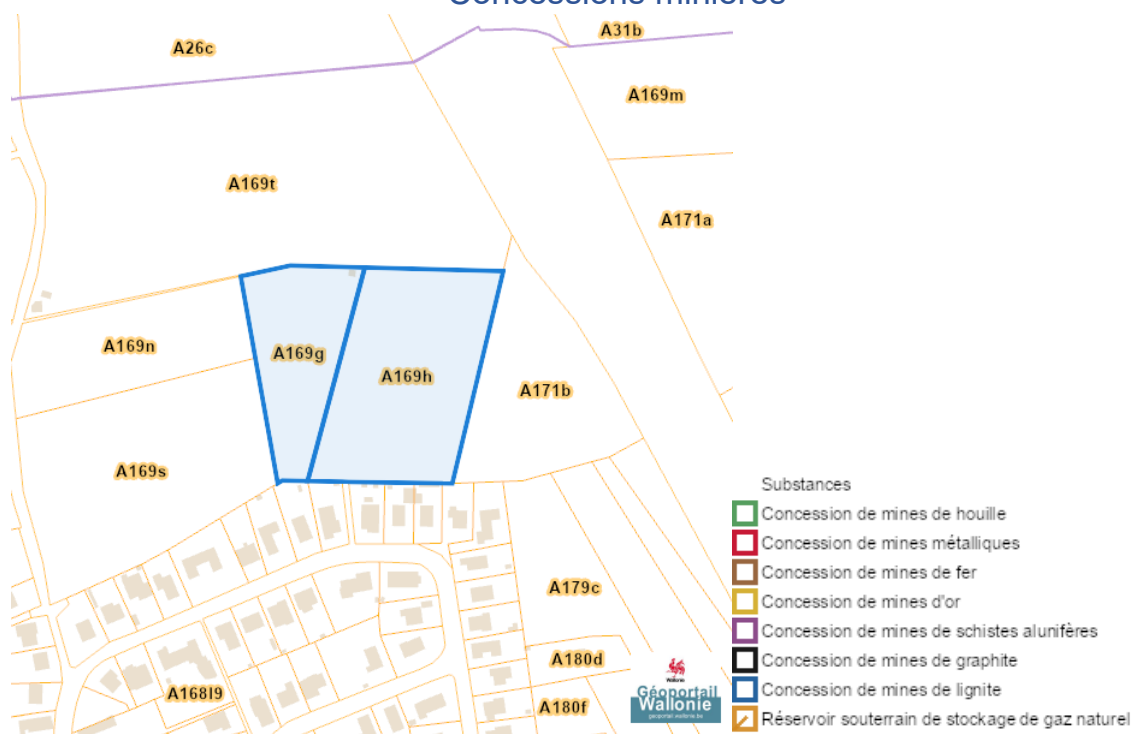 Concessions minières
A26c
A31b
A169m
A169t
A171a
A169n
A169g
A169h
A171b
A169s
A179c
A180d
A168l9
A180f
Wallonie
Géoportail
Wallonie
geoportail.wallonie.be
Substances
Concession de mines de houille
Concession de mines métalliques
Concession de mines de fer
Concession de mines d'or
Concession de mines de schistes alunifères
Concession de mines de graphite
Concession de mines de lignite
Réservoir souterrain de stockage de gaz naturel